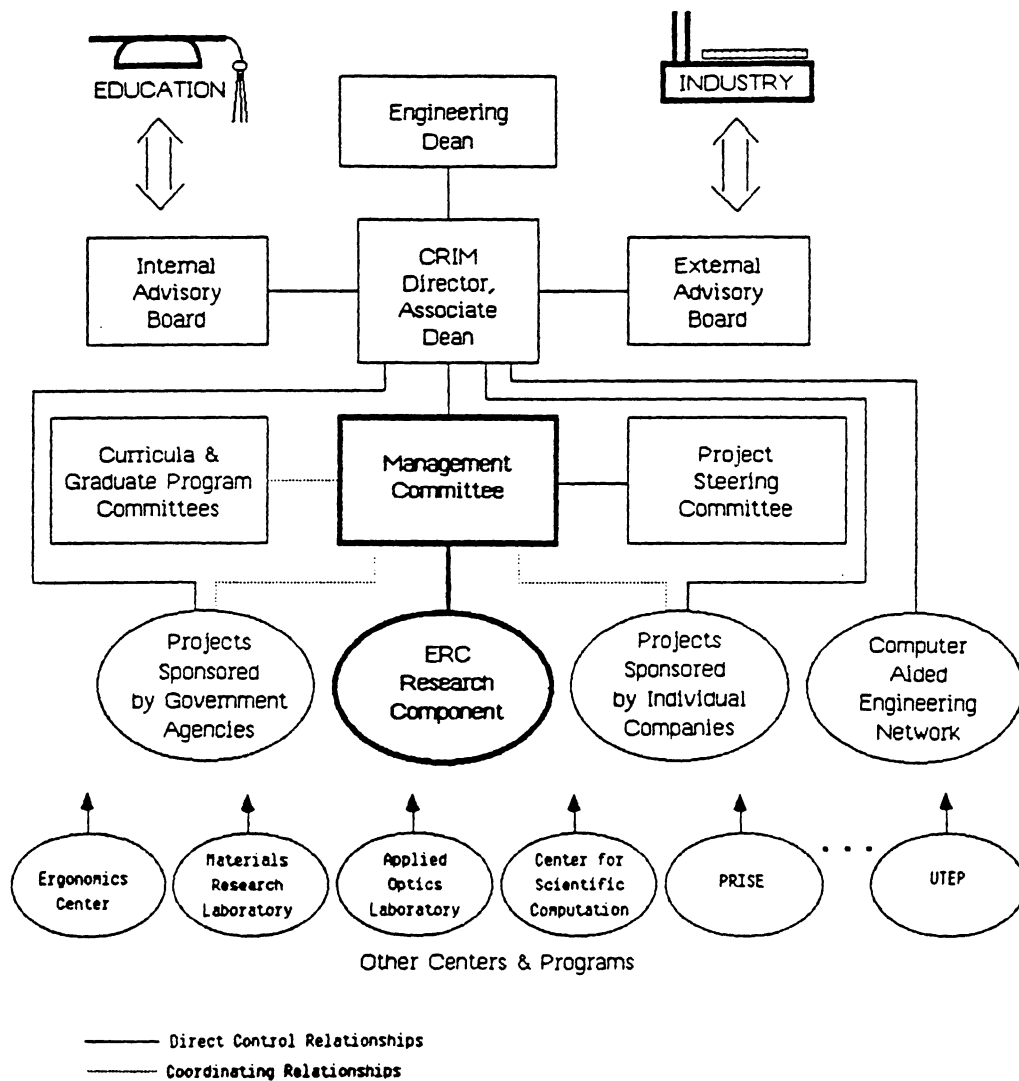 EDUCATION
INDUSTRY
Engineering
Dean
Internal
Advisory
Board
CRIM
Director,
Associate
Dean
External
Advisory
Board
Curricula &
Graduate Program
Committees
Management
Committee
Project
Steering
Committee
Projects
Sponsored
by Government
Agencies
ERC
Research
Component
Projects
Sponsored
by Individual
Companies
Computer
Aided
Engineering
Network
Ergonomics
Center
Materials
Research
Laboratory
Applied
Optics
Laboratory
Center for
Scientific
Computation
PRISE
• • •
UTEP
Other Centers & Programs
Direct Control Relationships
Coordinating Relationships